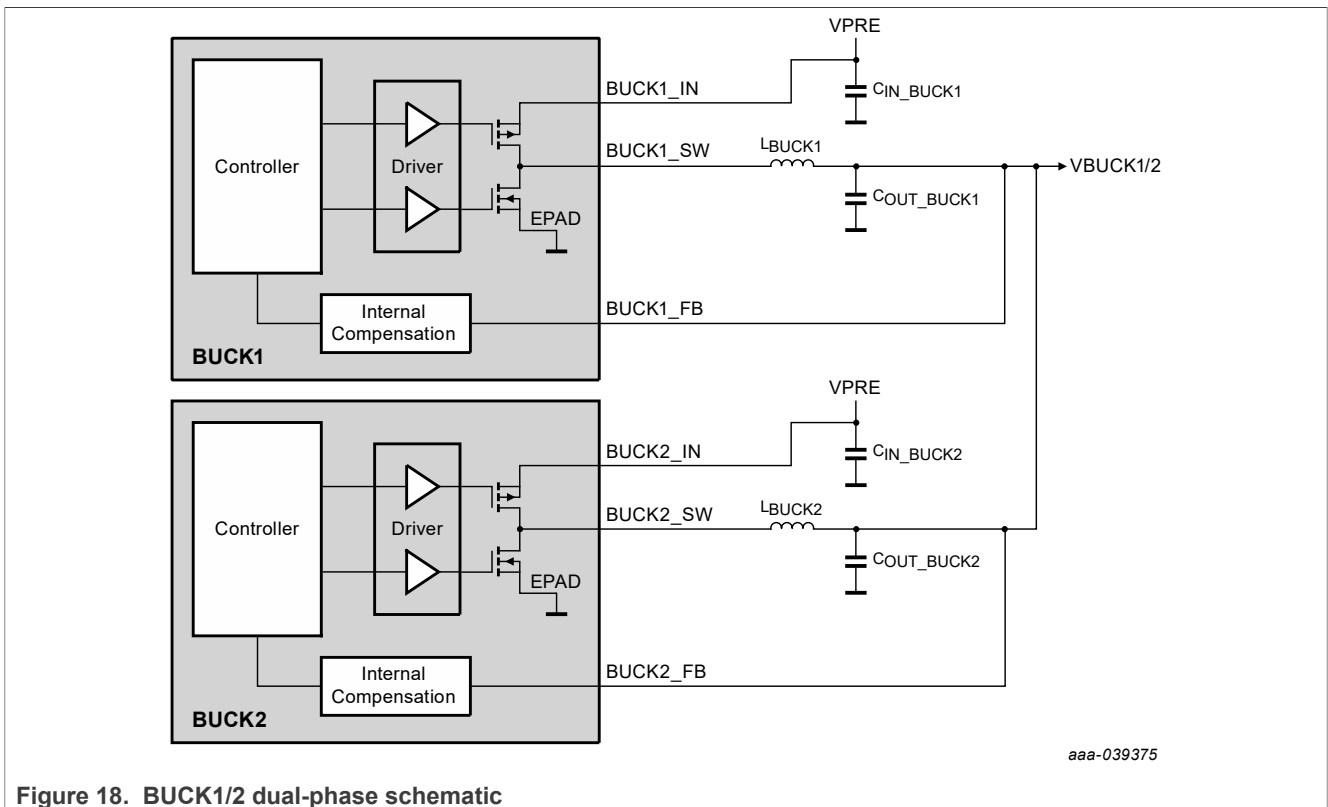 VPRE
BUCK1_IN
CIN_BUCK1
Controller
Driver
BUCK1_SW
LBUCK1
VBUCK1/2
COUT_BUCK1
EPAD
Internal
Compensation
BUCK1_FB
BUCK1
VPRE
BUCK2_IN
CIN_BUCK2
Controller
Driver
BUCK2_SW
LBUCK2
COUT_BUCK2
EPAD
Internal
Compensation
BUCK2_FB
BUCK2
aaa-039375
Figure 18. BUCK1/2 dual-phase schematic